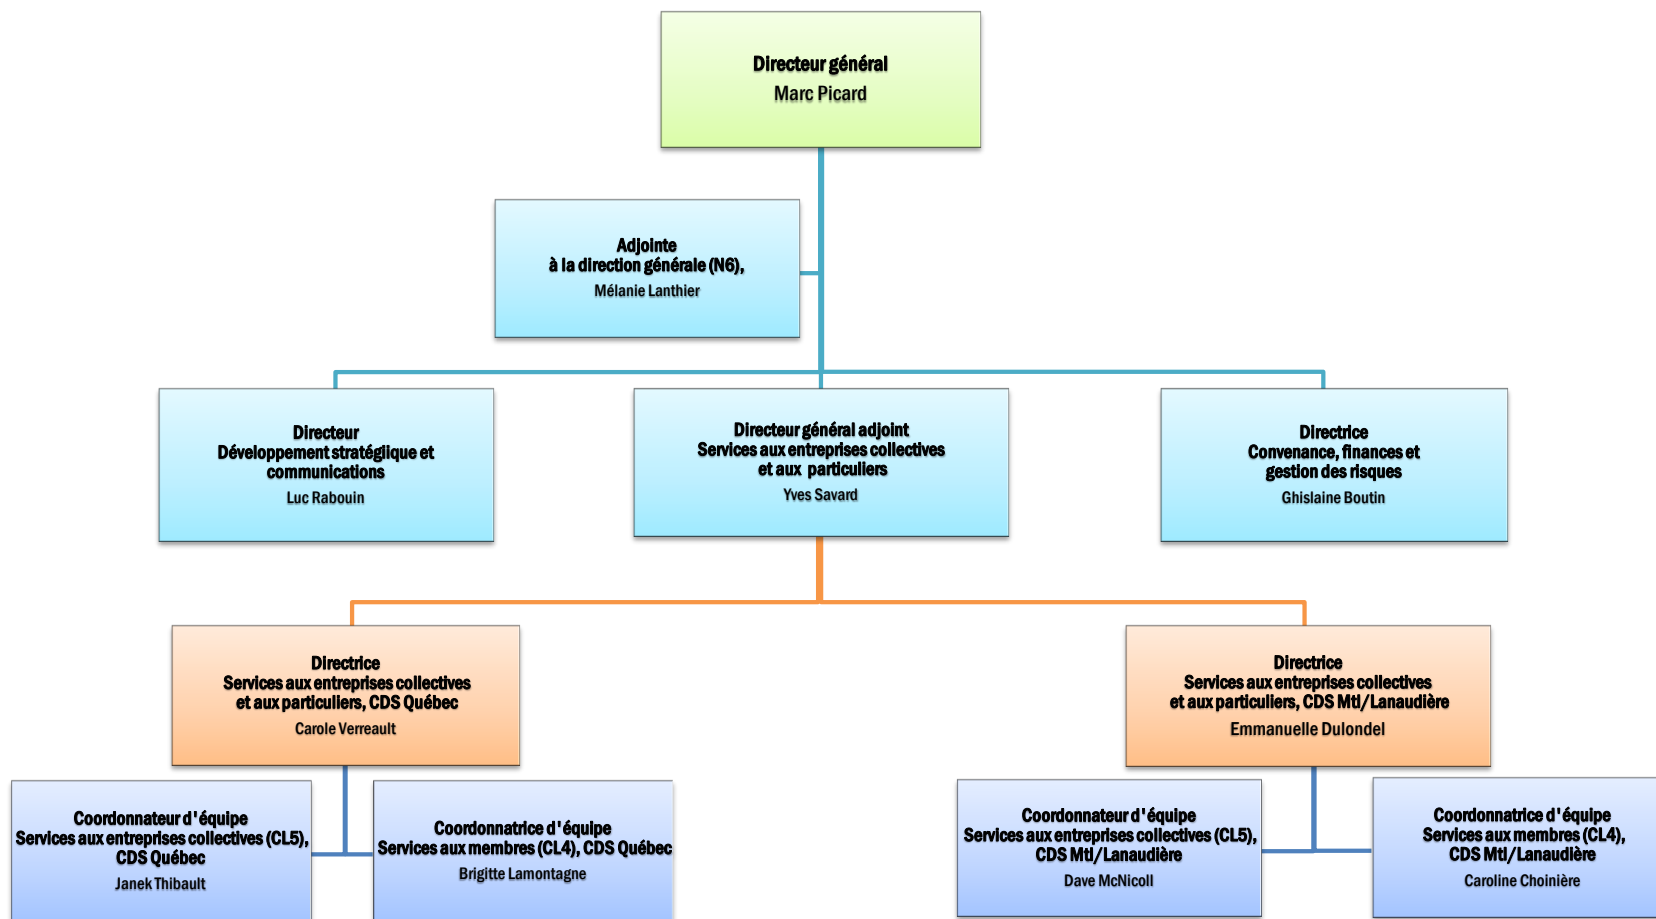 Directeur général
Marc Picard
Adjointe
à la direction générale (N6),
Mélanie Lanthier
Directeur
Développement stratéglique et
communications
Luc Rabouin
Directeur général adjoint
Services aux entreprises collectives
et aux particuliers
Yves Savard
Directrice
Convenance, finances et
gestion des risques
Ghislaine Boutin
Directrice
Services aux entreprises collectives
et aux particuliers, CDS Québec
Carole Verreault
Directrice
Services aux entreprises collectives
et aux particuliers, CDS Mtl/Lanaudière
Emmanuelle Dulondel
Coordonnateur d'équipe
Services aux entreprises collectives (CL5),
CDS Québec
Janek Thibault
Coordonnatrice d'équipe
Services aux membres (CL4), CDS Québec
Brigitte Lamontagne
Coordonnateur d'équipe
Services aux entreprises collectives (CL5),
CDS Mtl/Lanaudière
Dave McNicoll
Coordonnatrice d'équipe
Services aux membres (CL4),
CDS Mtl/Lanaudière
Caroline Choinière